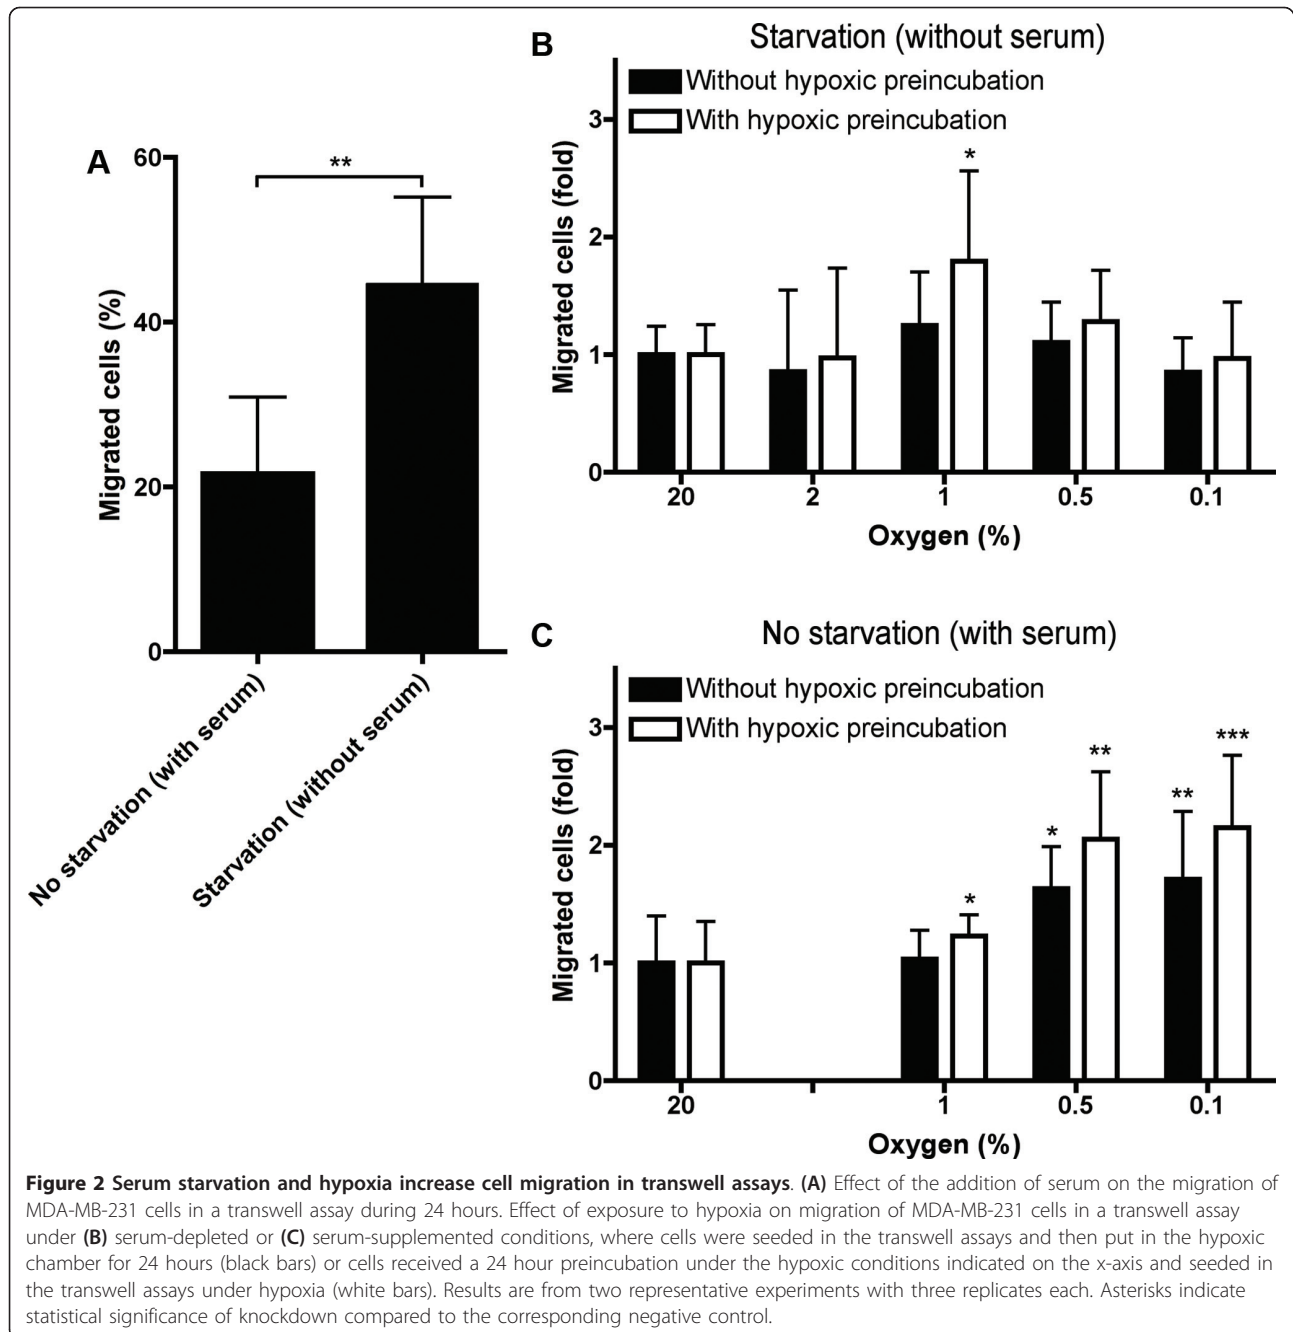 A
60
40
20
0
Migrated cells (%)
**
No starvation (with serum)
Starvation (without serum)
B
Starvation (without serum)
Without hypoxic preincubation
With hypoxic preincubation
3
2
1
0
Migrated cells (fold)
*
20 2 1 0.5 0.1
Oxygen (%)
C
No starvation (with serum)
Without hypoxic preincubation
With hypoxic preincubation
3
2
1
0
Migrated cells (fold)
* * ** ** ***
20 1 0.5 0.1
Oxygen (%)
Figure 2 Serum starvation and hypoxia increase cell migration in transwell assays. (A) Effect of the addition of serum on the migration of
MDA-MB-231 cells in a transwell assay during 24 hours. Effect of exposure to hypoxia on migration of MDA-MB-231 cells in a transwell assay
under (B) serum-depleted or (C) serum-supplemented conditions, where cells were seeded in the transwell assays and then put in the hypoxic
chamber for 24 hours (black bars) or cells received a 24 hour preincubation under the hypoxic conditions indicated on the x-axis and seeded in
the transwell assays under hypoxia (white bars). Results are from two representative experiments with three replicates each. Asterisks indicate
statistical significance of knockdown compared to the corresponding negative control.